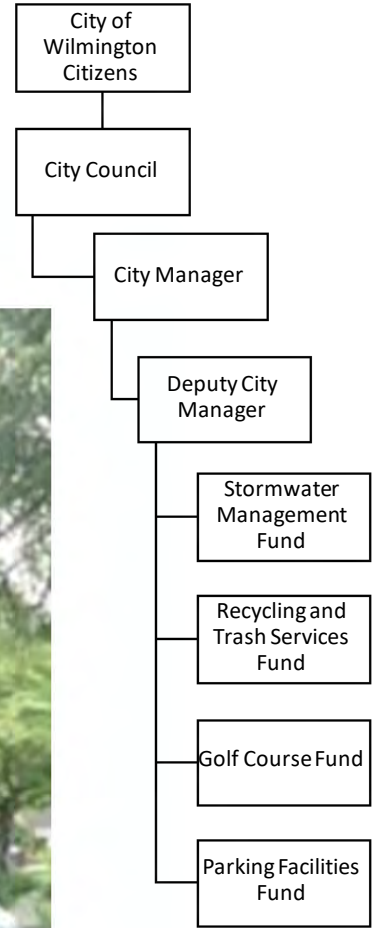 City of
Wilmington
Citizens
City Council
City Manager
Deputy City
Manager
Stormwater
Management
Fund
Recycling and
Trash Services
Fund
Golf Course Fund
Parking Facilities
Fund